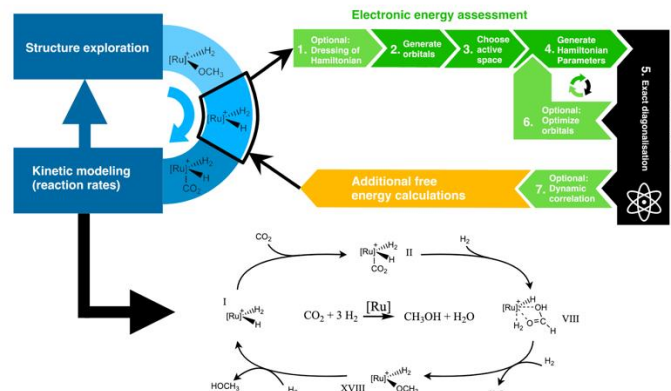 Electronic energy assessment
Structure exploration
[Ru]
+
H₂
OCH₃
[Ru]
+
H₂
H
[Ru]
+
H₂
H
CO₂
Kinetic modeling
(reaction rates)
1.
Optional:
Dressing of
Hamiltonian
2. Generate
orbitals
3. Choose
active
space
4. Generate
Hamiltonian
Parameters
5. Exact diagonalisation
6.
Optional:
Optimize
orbitals
Additional free
energy calculations
7.
Optional:
Dynamic
correlation
CO₂
[Ru]
+
H₂
H
CO₂
II
H₂
I
[Ru]
+
H₂
H
CO₂ + 3 H₂
[Ru]
CH₃OH + H₂O
[Ru]
+
H
OH
H₂
O
H
VIII
H₂
HOCH₃
H₂
XVIII
[Ru]
+
H₂
OCH₃